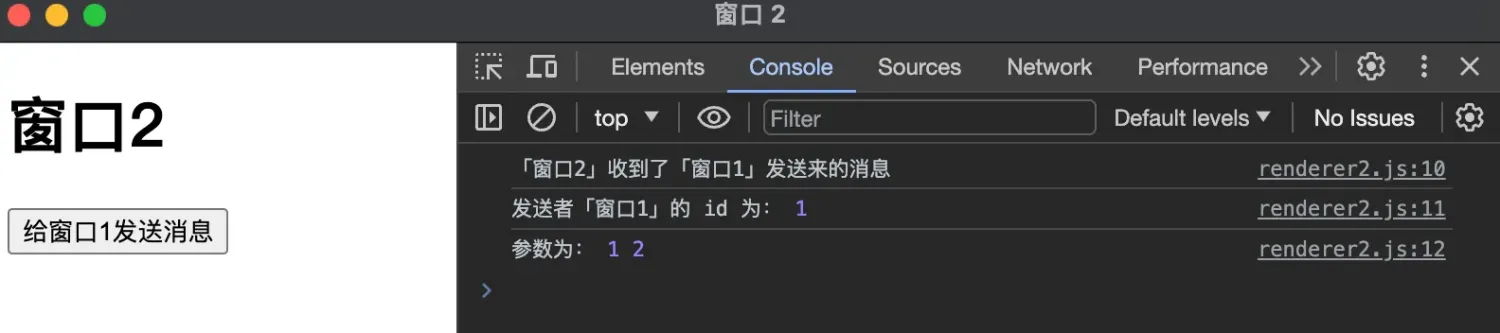 窗口 2
窗口2
给窗口1发送消息
Elements Console Sources Network Performance
top Filter Default levels No Issues
「窗口2」收到了「窗口1」发送来的消息 renderer2.js:10
发送者「窗口1」的 id 为： 1 renderer2.js:11
参数为： 1 2 renderer2.js:12